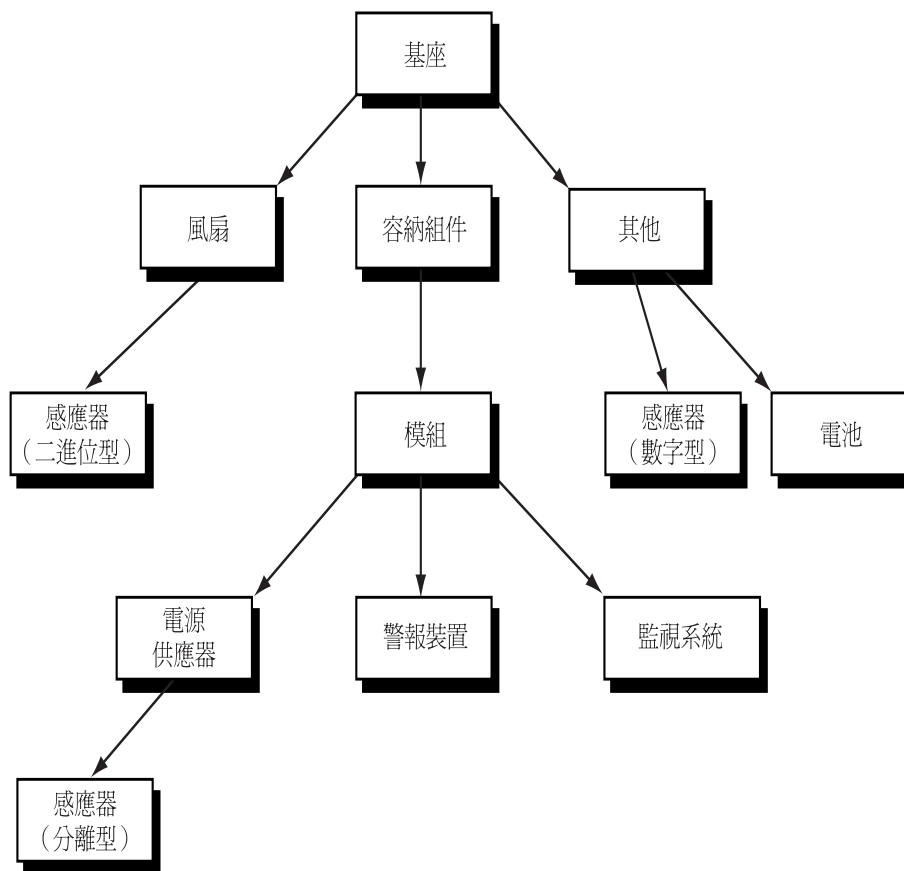 基座
風扇
容納組件
其他
感應器
（二進位型）
模組
感應器
（數字型）
電池
電源
供應器
警報裝置
監視系統
感應器
（分離型）